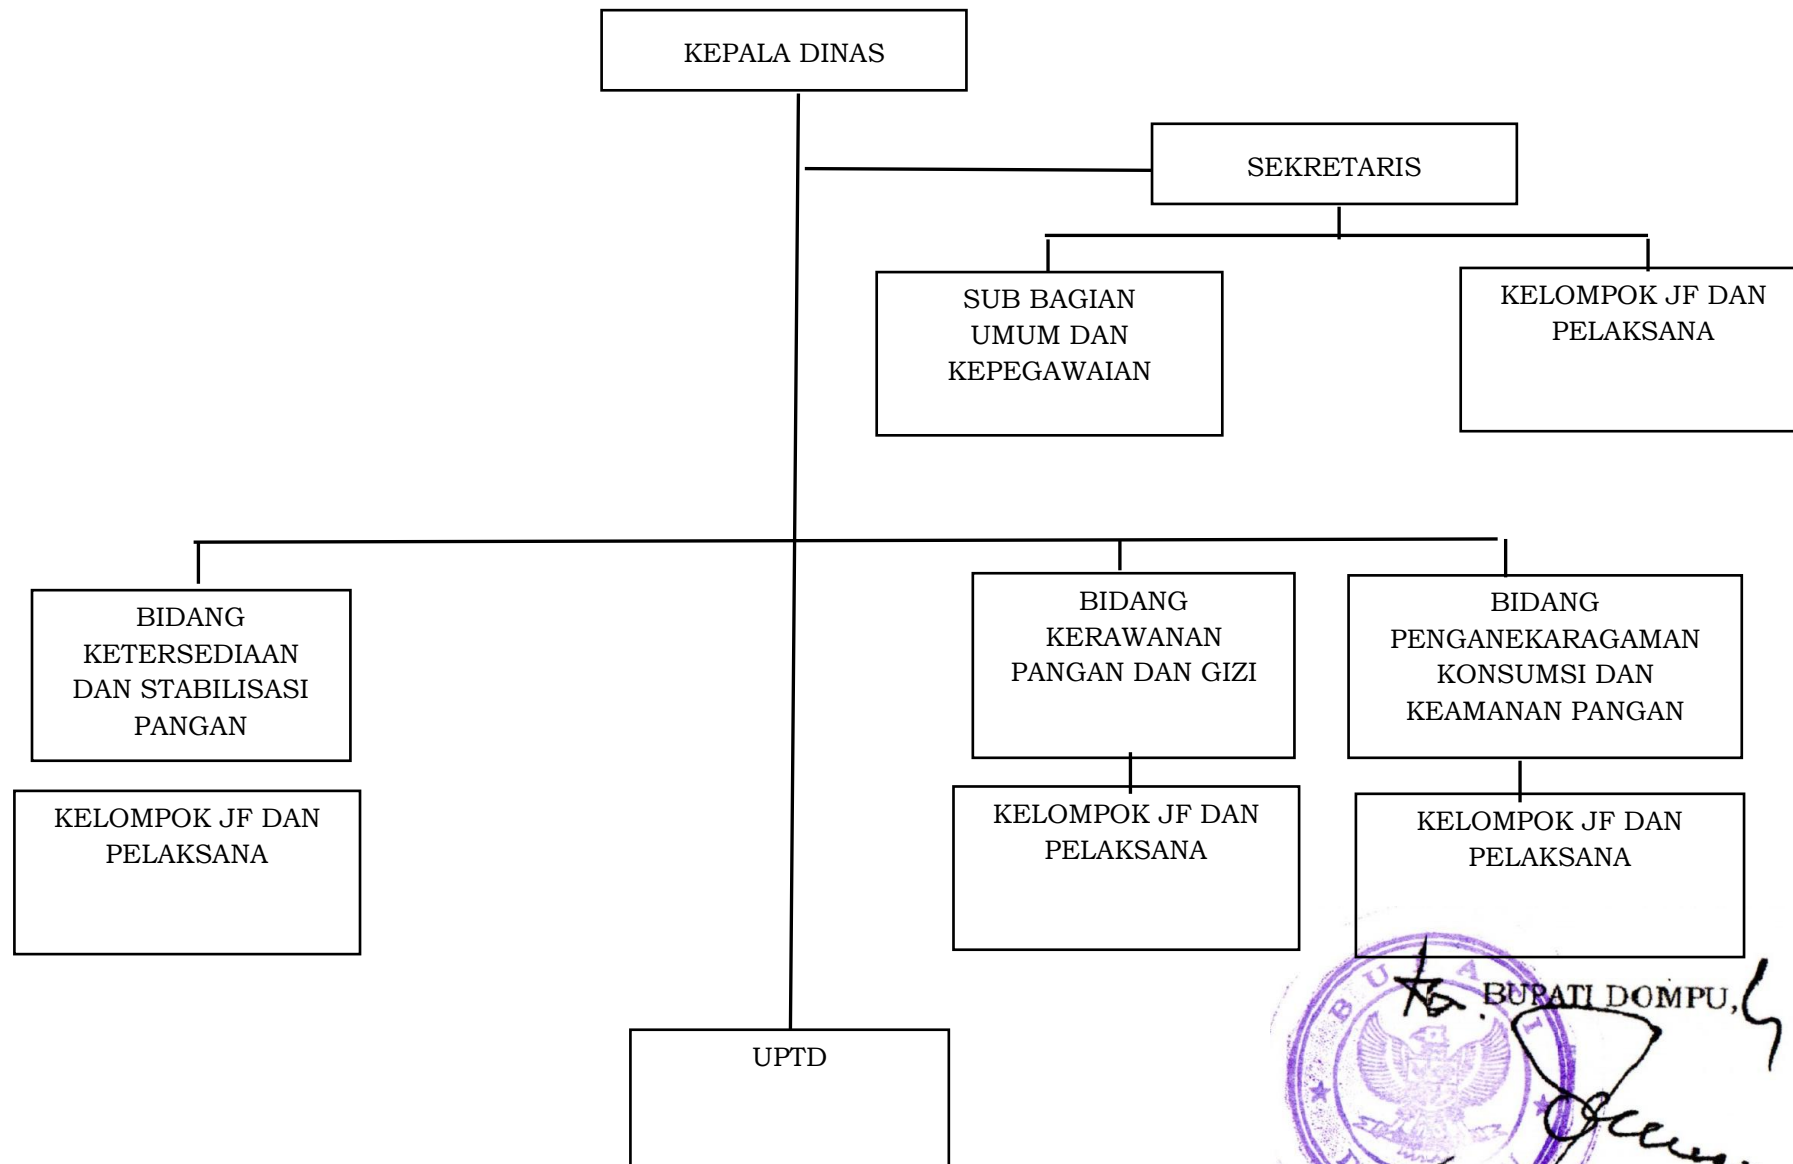 KEPALA DINAS
SEKRETARIS
SUB BAGIAN
UMUM DAN
KEPEGAWAIAN
KELOMPOK JF DAN
PELAKSANA
BIDANG
KETERSEDIAAN
DAN STABILISASI
PANGAN
BIDANG
KERAWANAN
PANGAN DAN GIZI
BIDANG
PENGANEKARAGAMAN
KONSUMSI DAN
KEAMANAN PANGAN
KELOMPOK JF DAN
PELAKSANA
KELOMPOK JF DAN
PELAKSANA
KELOMPOK JF DAN
PELAKSANA
BUPATI DOMPU,
BUPATI
UPTD